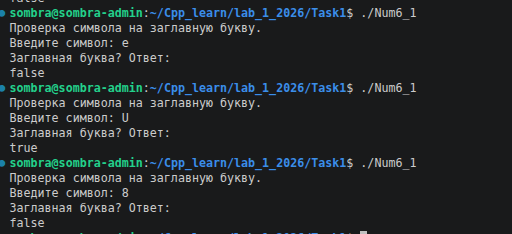 sombra@sombra-admin:~/Cpp_learn/lab_1_2026/Task1$ ./Num6_1
Проверка символа на заглавную букву.
Введите символ: e
Заглавная буква? Ответ:
false
sombra@sombra-admin:~/Cpp_learn/lab_1_2026/Task1$ ./Num6_1
Проверка символа на заглавную букву.
Введите символ: U
Заглавная буква? Ответ:
true
sombra@sombra-admin:~/Cpp_learn/lab_1_2026/Task1$ ./Num6_1
Проверка символа на заглавную букву.
Введите символ: 8
Заглавная буква? Ответ:
false